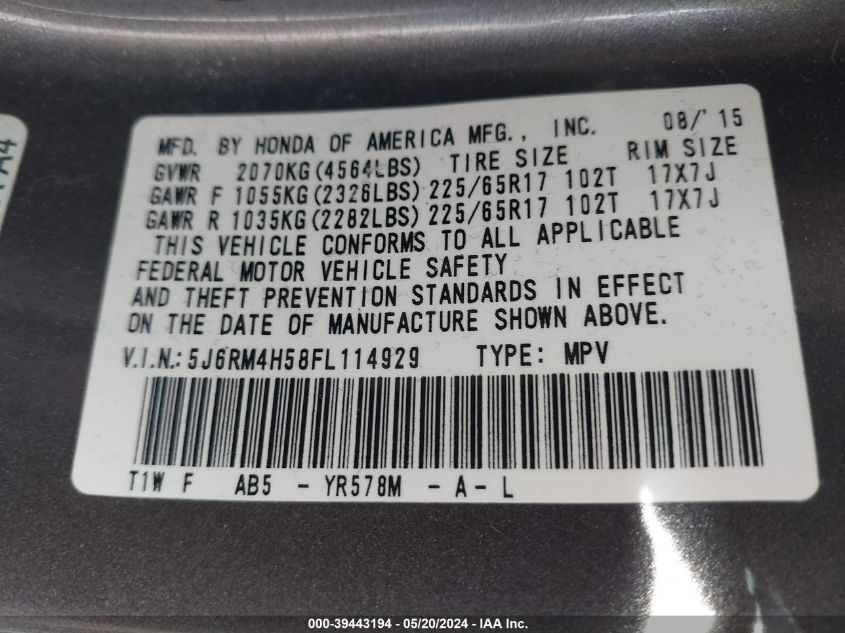 MFD. BY HONDA OF AMERICA MFG., INC. 08/'15
GVWR 2070KG(4564LBS) TIRE SIZE RIM SIZE
GAWR F 1055KG(2326LBS) 225/65R17 102T 17X7J
GAWR R 1035KG(2282LBS) 225/65R17 102T 17X7J
THIS VEHICLE CONFORMS TO ALL APPLICABLE
FEDERAL MOTOR VEHICLE SAFETY
AND THEFT PREVENTION STANDARDS IN EFFECT
ON THE DATE OF MANUFACTURE SHOWN ABOVE.
V.I.N.: 5J6RM4H58FL114929 TYPE: MPV
T1W F AB5 - YR578M - A - L
000-39443194 - 05/20/2024 - IAA Inc.